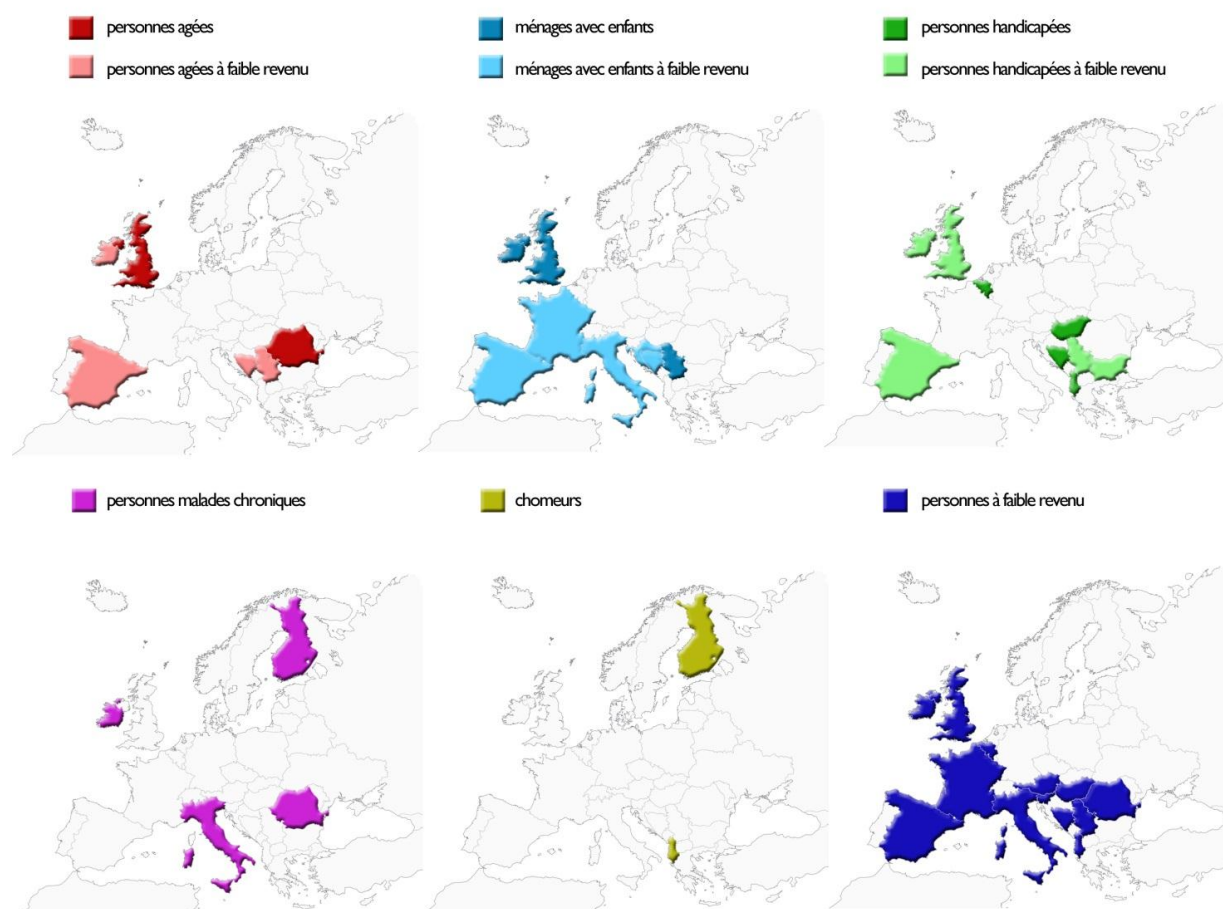 personnes agées
ménages avec enfants
personnes handicapées
personnes agées à faible revenu
ménages avec enfants à faible revenu
personnes handicapées à faible revenu
personnes malades chroniques
chomeurs
personnes à faible revenu